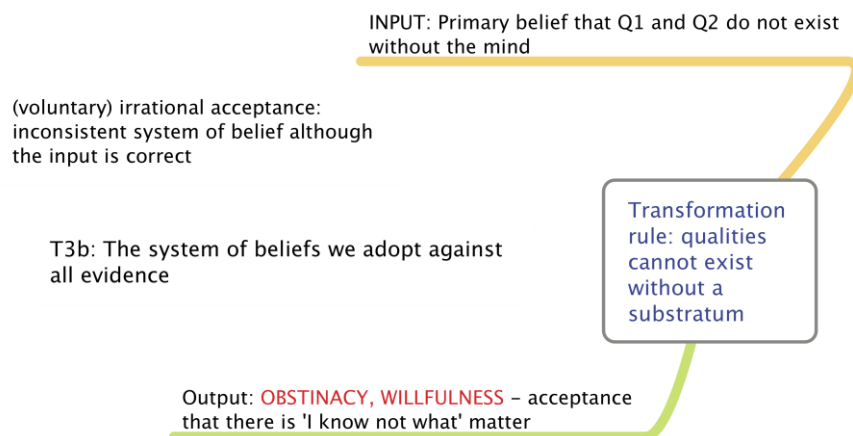 INPUT: Primary belief that Q1 and Q2 do not exist
without the mind
(voluntary) irrational acceptance:
inconsistent system of belief although
the input is correct
Transformation
rule: qualities
cannot exist
without a
substratum
T3b: The system of beliefs we adopt against
all evidence
Output: OBSTINACY, WILLFULNESS – acceptance
that there is 'I know not what' matter